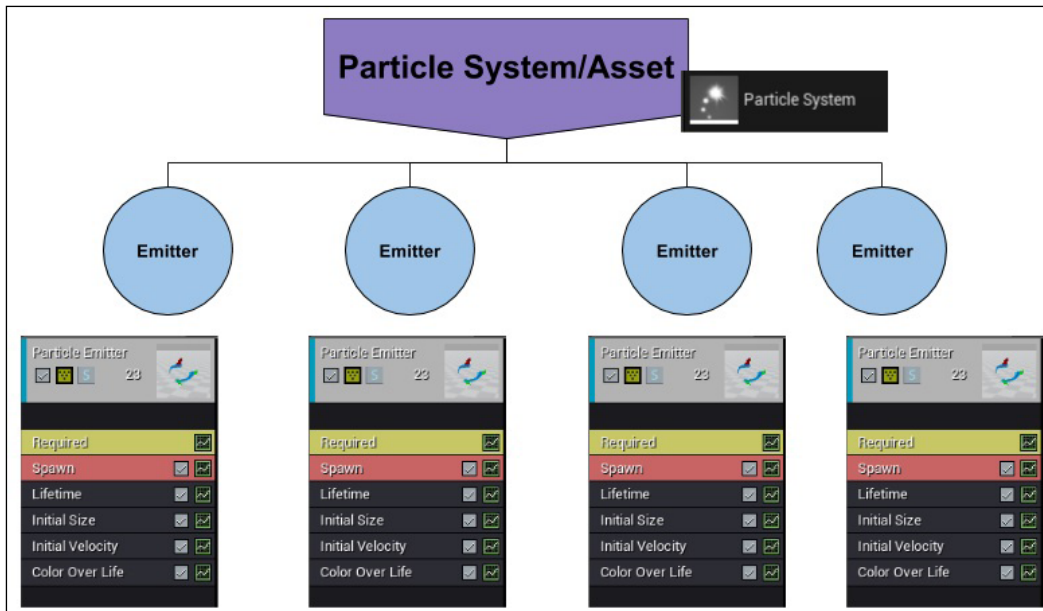 Particle System/Asset
Particle System
Emitter
Emitter
Emitter
Emitter
Particle Emitter
S 23
Required
Spawn
Lifetime
Initial Size
Initial Velocity
Color Over Life
Particle Emitter
S 23
Required
Spawn
Lifetime
Initial Size
Initial Velocity
Color Over Life
Particle Emitter
S 23
Required
Spawn
Lifetime
Initial Size
Initial Velocity
Color Over Life
Particle Emitter
S 23
Required
Spawn
Lifetime
Initial Size
Initial Velocity
Color Over Life